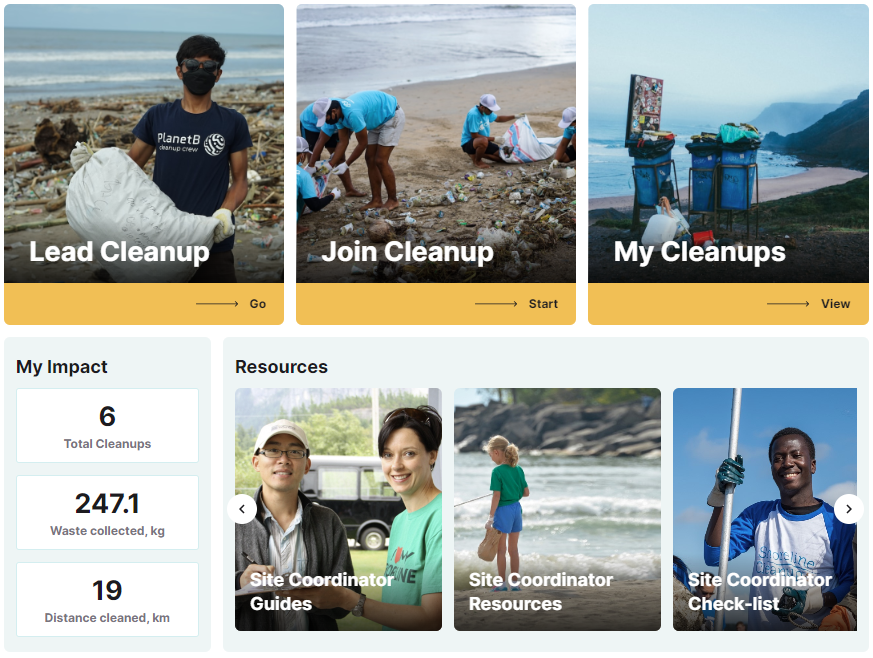 PlanetB
cleanup crew
Lead Cleanup
Join Cleanup
My Cleanups
Go
Start
View
My Impact
6
Total Cleanups
247.1
Waste collected, kg
19
Distance cleaned, km
Resources
Site Coordinator
Guides
Site Coordinator
Resources
Shoreline
Site Coordinator
Check-list